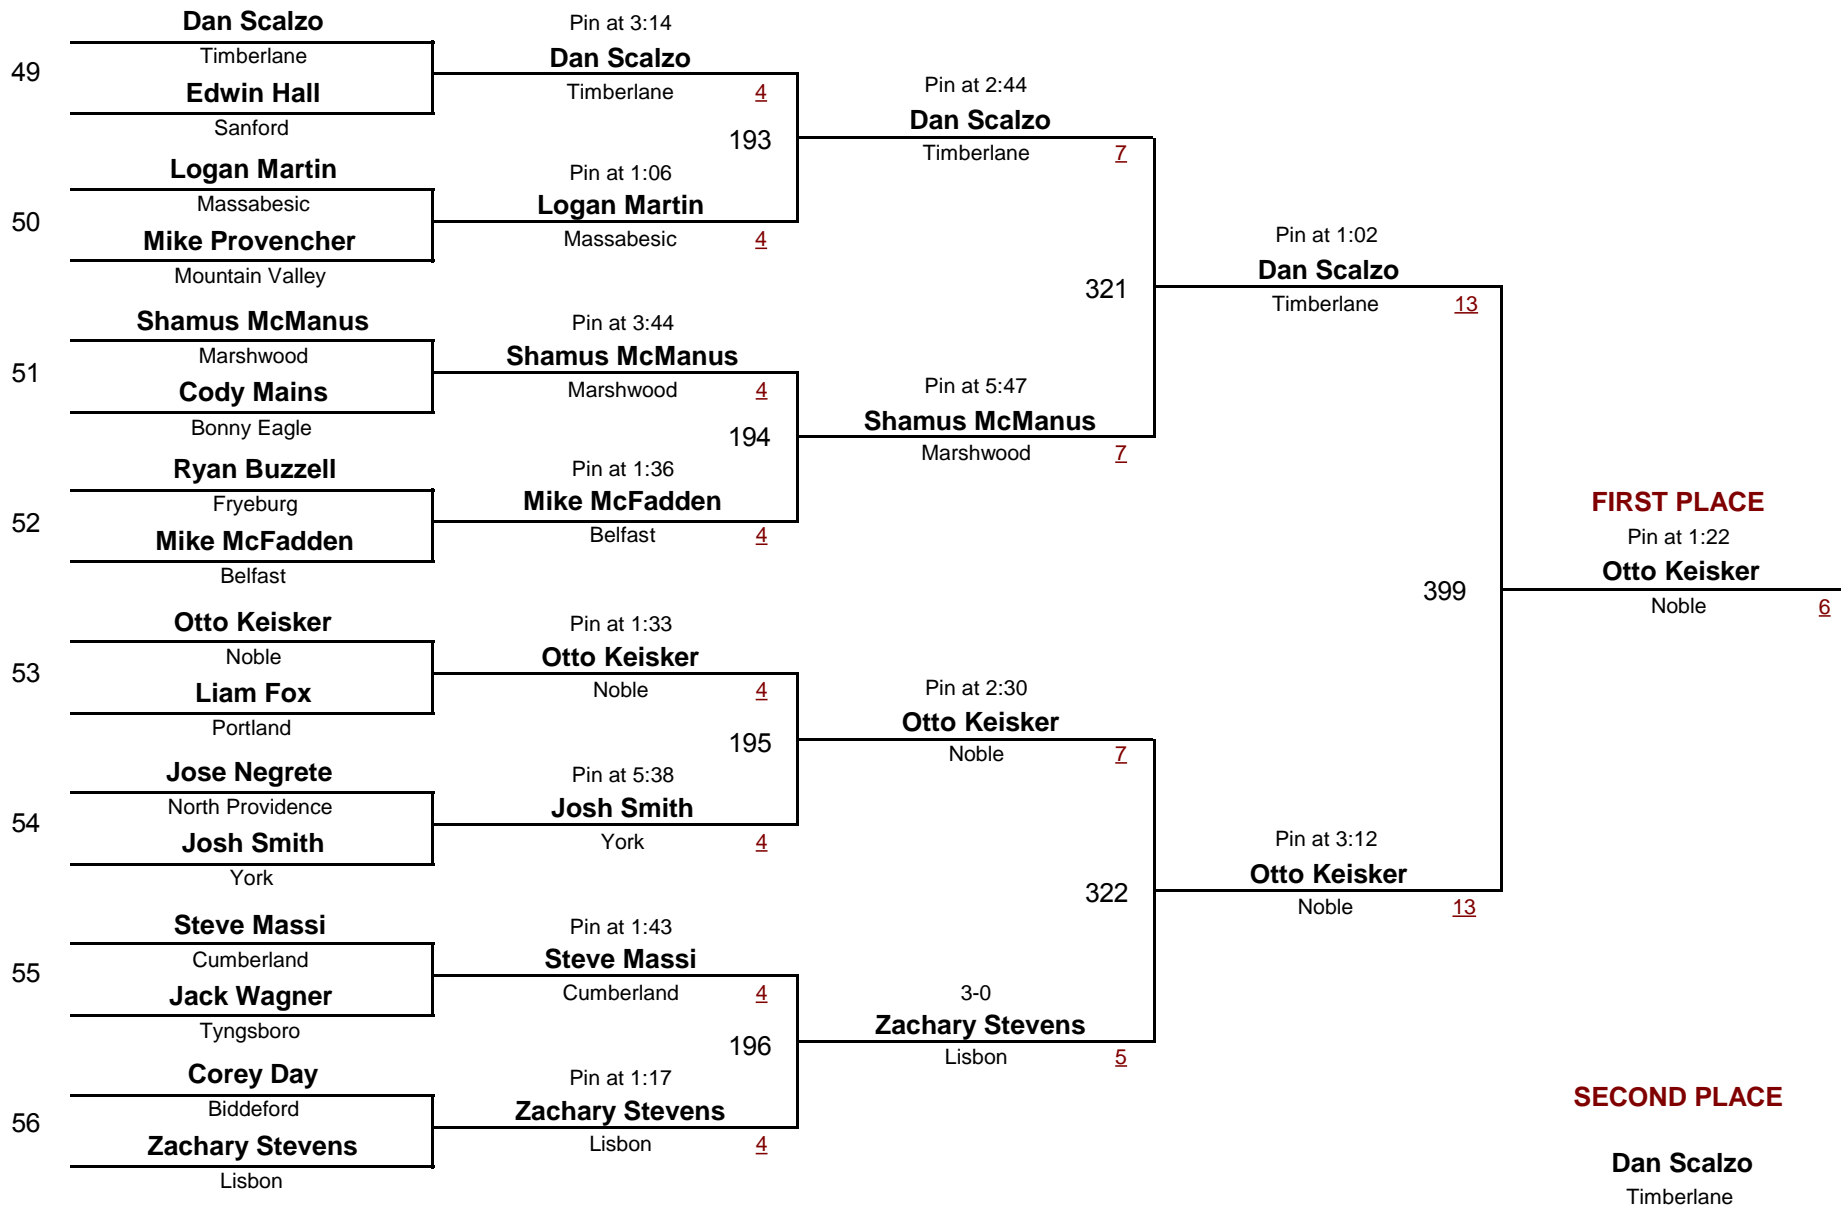 Dan Scalzo
Timberlane
49
Edwin Hall
Sanford
Logan Martin
Massabesic
50
Mike Provencher
Mountain Valley
Shamus McManus
Marshwood
51
Cody Mains
Bonny Eagle
Ryan Buzzell
Fryeburg
52
Mike McFadden
Belfast
Otto Keisker
Noble
53
Liam Fox
Portland
Jose Negrete
North Providence
54
Josh Smith
York
Steve Massi
Cumberland
55
Jack Wagner
Tyngsboro
Corey Day
Biddeford
56
Zachary Stevens
Lisbon
Pin at 3:14
Dan Scalzo
Timberlane 4
193
Pin at 1:06
Logan Martin
Massabesic 4
Pin at 3:44
Shamus McManus
Marshwood 4
194
Pin at 1:36
Mike McFadden
Belfast 4
Pin at 1:33
Otto Keisker
Noble 4
195
Pin at 5:38
Josh Smith
York 4
Pin at 1:43
Steve Massi
Cumberland 4
196
Pin at 1:17
Zachary Stevens
Lisbon 4
Pin at 2:44
Dan Scalzo
Timberlane 7
321
Pin at 5:47
Shamus McManus
Marshwood 7
Pin at 2:30
Otto Keisker
Noble 7
322
3-0
Zachary Stevens
Lisbon 5
Pin at 1:02
Dan Scalzo
Timberlane 13
399
Pin at 3:12
Otto Keisker
Noble 13
FIRST PLACE
Pin at 1:22
Otto Keisker
Noble 6
SECOND PLACE
Dan Scalzo
Timberlane